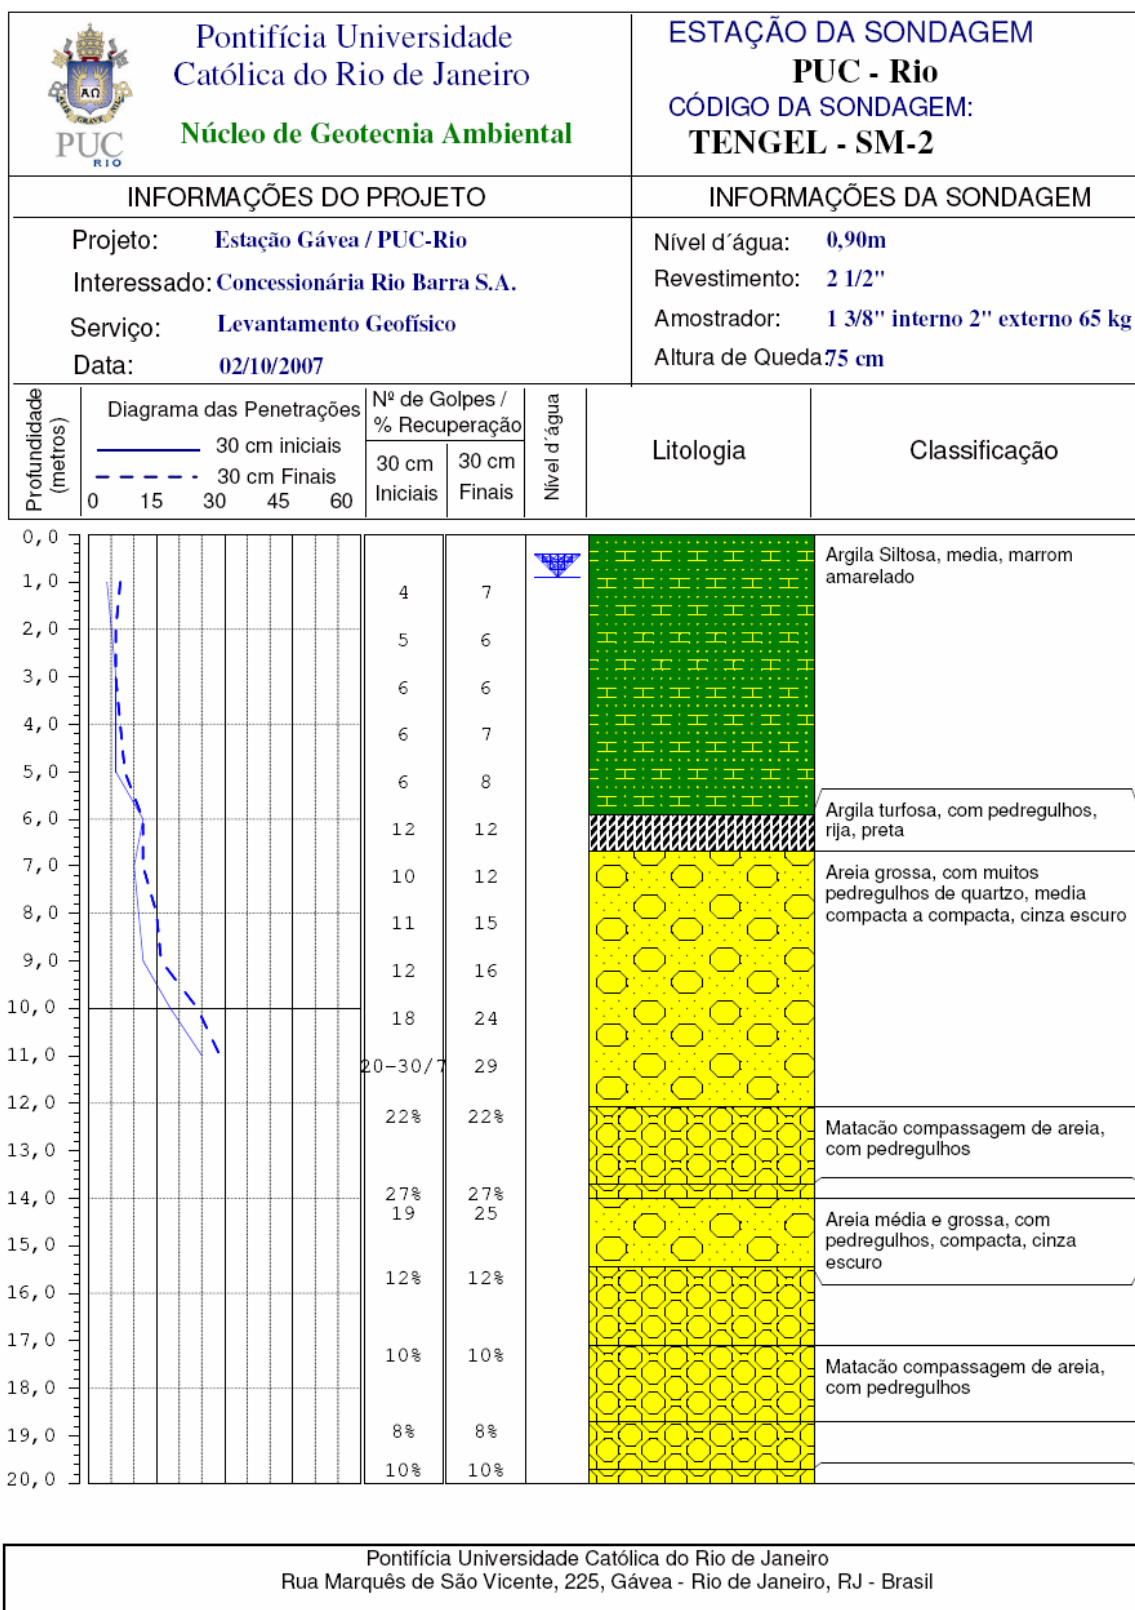 Pontifícia Universidade
Católica do Rio de Janeiro
Núcleo de Geotecnia Ambiental
PUC
RIO
ΑΩ
ESTAÇÃO DA SONDAGEM
PUC - Rio
CÓDIGO DA SONDAGEM:
TENGEL - SM-2
INFORMAÇÕES DO PROJETO
Projeto: Estação Gávea / PUC-Rio
Interessado: Concessionária Rio Barra S.A.
Serviço: Levantamento Geofísico
Data: 02/10/2007
INFORMAÇÕES DA SONDAGEM
Nível d´água: 0,90m
Revestimento: 2 1/2"
Amostrador: 1 3/8" interno 2" externo 65 kg
Altura de Queda: 75 cm
Profundidade
(metros)
Diagrama das Penetrações
30 cm iniciais
30 cm Finais
0 15 30 45 60
Nº de Golpes /
% Recuperação
30 cm
Iniciais
30 cm
Finais
Nível d´água
Litologia
Classificação
0,0
1,0
4 7
2,0
5 6
3,0
6 6
4,0
6 7
5,0
6 8
6,0
12 12
7,0
10 12
8,0
11 15
9,0
12 16
10,0
18 24
11,0
20-30/7 29
12,0
22% 22%
13,0
14,0
27% 27%
19 25
15,0
12% 12%
16,0
17,0
10% 10%
18,0
8% 8%
19,0
10% 10%
20,0
Argila Siltosa, media, marrom
amarelado
Argila turfosa, com pedregulhos,
rija, preta
Areia grossa, com muitos
pedregulhos de quartzo, media
compacta a compacta, cinza escuro
Matacão compassagem de areia,
com pedregulhos
Areia média e grossa, com
pedregulhos, compacta, cinza
escuro
Matacão compassagem de areia,
com pedregulhos
Pontifícia Universidade Católica do Rio de Janeiro
Rua Marquês de São Vicente, 225, Gávea - Rio de Janeiro, RJ - Brasil